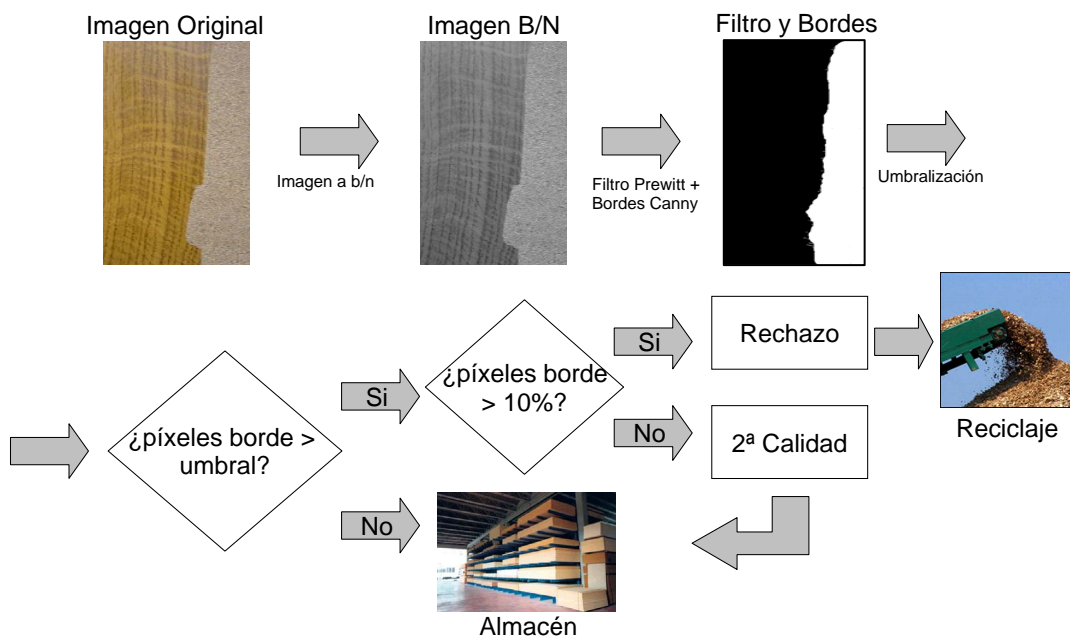 Imagen Original
Imagen B/N
Filtro y Bordes
Imagen a b/n
Filtro Prewitt +
Bordes Canny
Umbralización
¿píxeles borde >
umbral?
Si
No
¿píxeles borde
> 10%?
Si
No
Rechazo
2ª Calidad
Reciclaje
Almacén